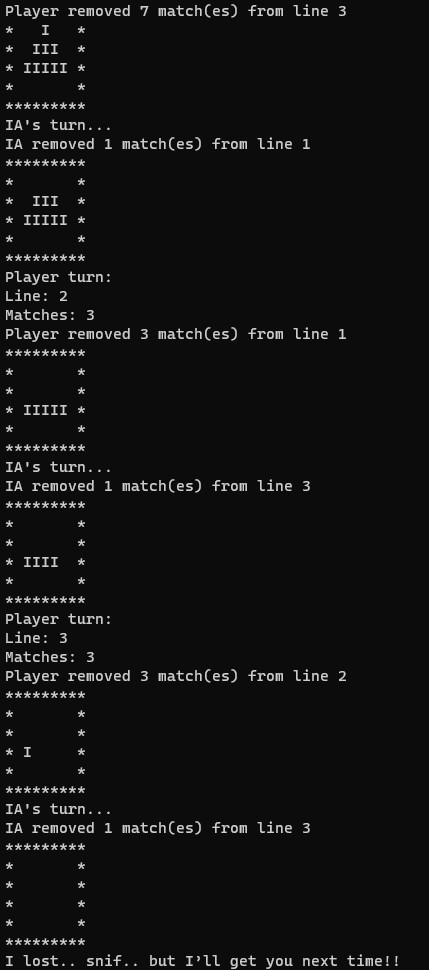 Player removed 7 match(es) from line 3
*   I   *
*  III  *
* IIIII *
*       *
*********
IA's turn...
IA removed 1 match(es) from line 1
*********
*       *
*  III  *
* IIIII *
*       *
*********
Player turn:
Line: 2
Matches: 3
Player removed 3 match(es) from line 1
*********
*       *
*       *
* IIIII *
*       *
*********
IA's turn...
IA removed 1 match(es) from line 3
*********
*       *
*       *
* IIII  *
*       *
*********
Player turn:
Line: 3
Matches: 3
Player removed 3 match(es) from line 2
*********
*       *
*       *
* I     *
*       *
*********
IA's turn...
IA removed 1 match(es) from line 3
*********
*       *
*       *
*       *
*       *
*********
I lost.. snif.. but I’ll get you next time!!